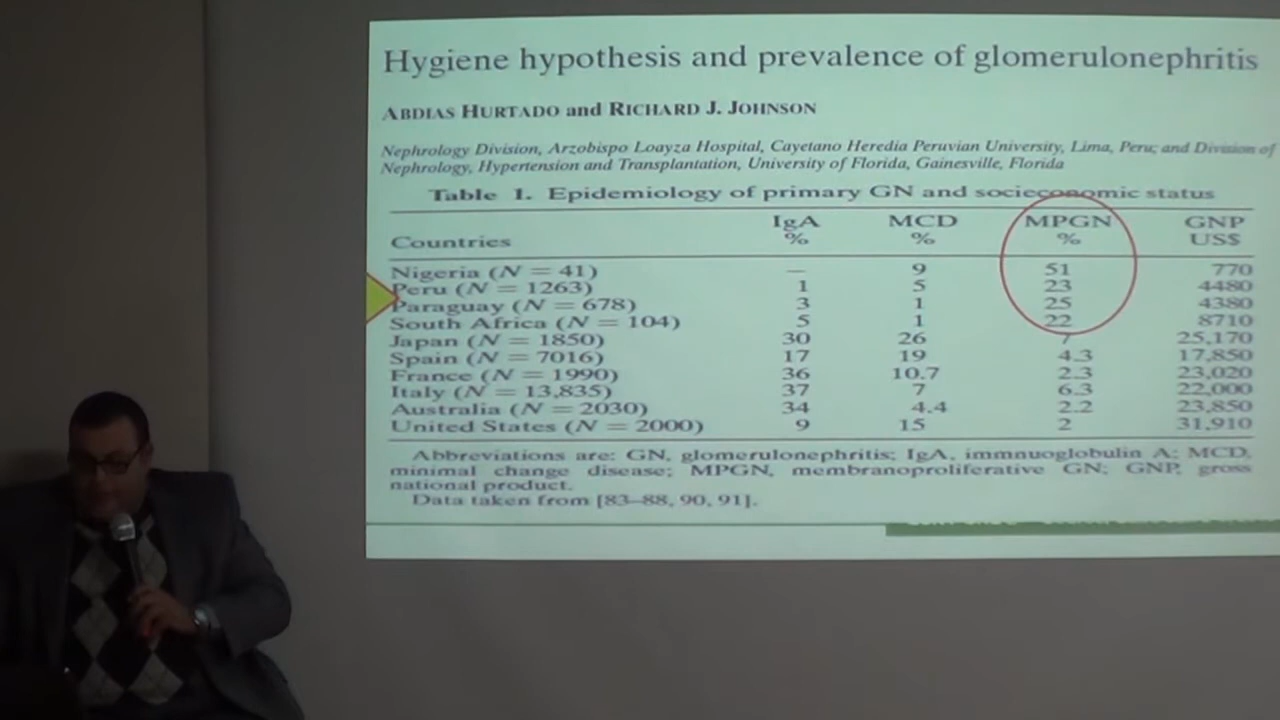 Hygiene hypothesis and prevalence of glomerulonephritis
ABDIAS HURTADO and RICHARD J. JOHNSON
Nephrology Division, Arzobispo Loayza Hospital, Cayetano Heredia Peruvian University, Lima, Peru; and Division of
Nephrology, Hypertension and Transplantation, University of Florida, Gainesville, Florida
Table 1. Epidemiology of primary GN and socieconomic status
Countries IgA % MCD % MPGN % GNP US$
Nigeria (N = 41) — 9 51 770
Peru (N = 1263) 1 5 23 4480
Paraguay (N = 678) 3 1 25 4380
South Africa (N = 104) 5 1 22 8710
Japan (N = 1850) 30 26 7 25,170
Spain (N = 7016) 17 19 4.3 17,850
France (N = 1990) 36 10.7 2.3 23,020
Italy (N = 13,835) 37 7 6.3 22,000
Australia (N = 2030) 34 4.4 2.2 23,850
United States (N = 2000) 9 15 2 31,910
Abbreviations are: GN, glomerulonephritis; IgA, immnuoglobulin A; MCD,
minimal change disease; MPGN, membranoproliferative GN; GNP, gross
national product.
Data taken from [83–88, 90, 91].